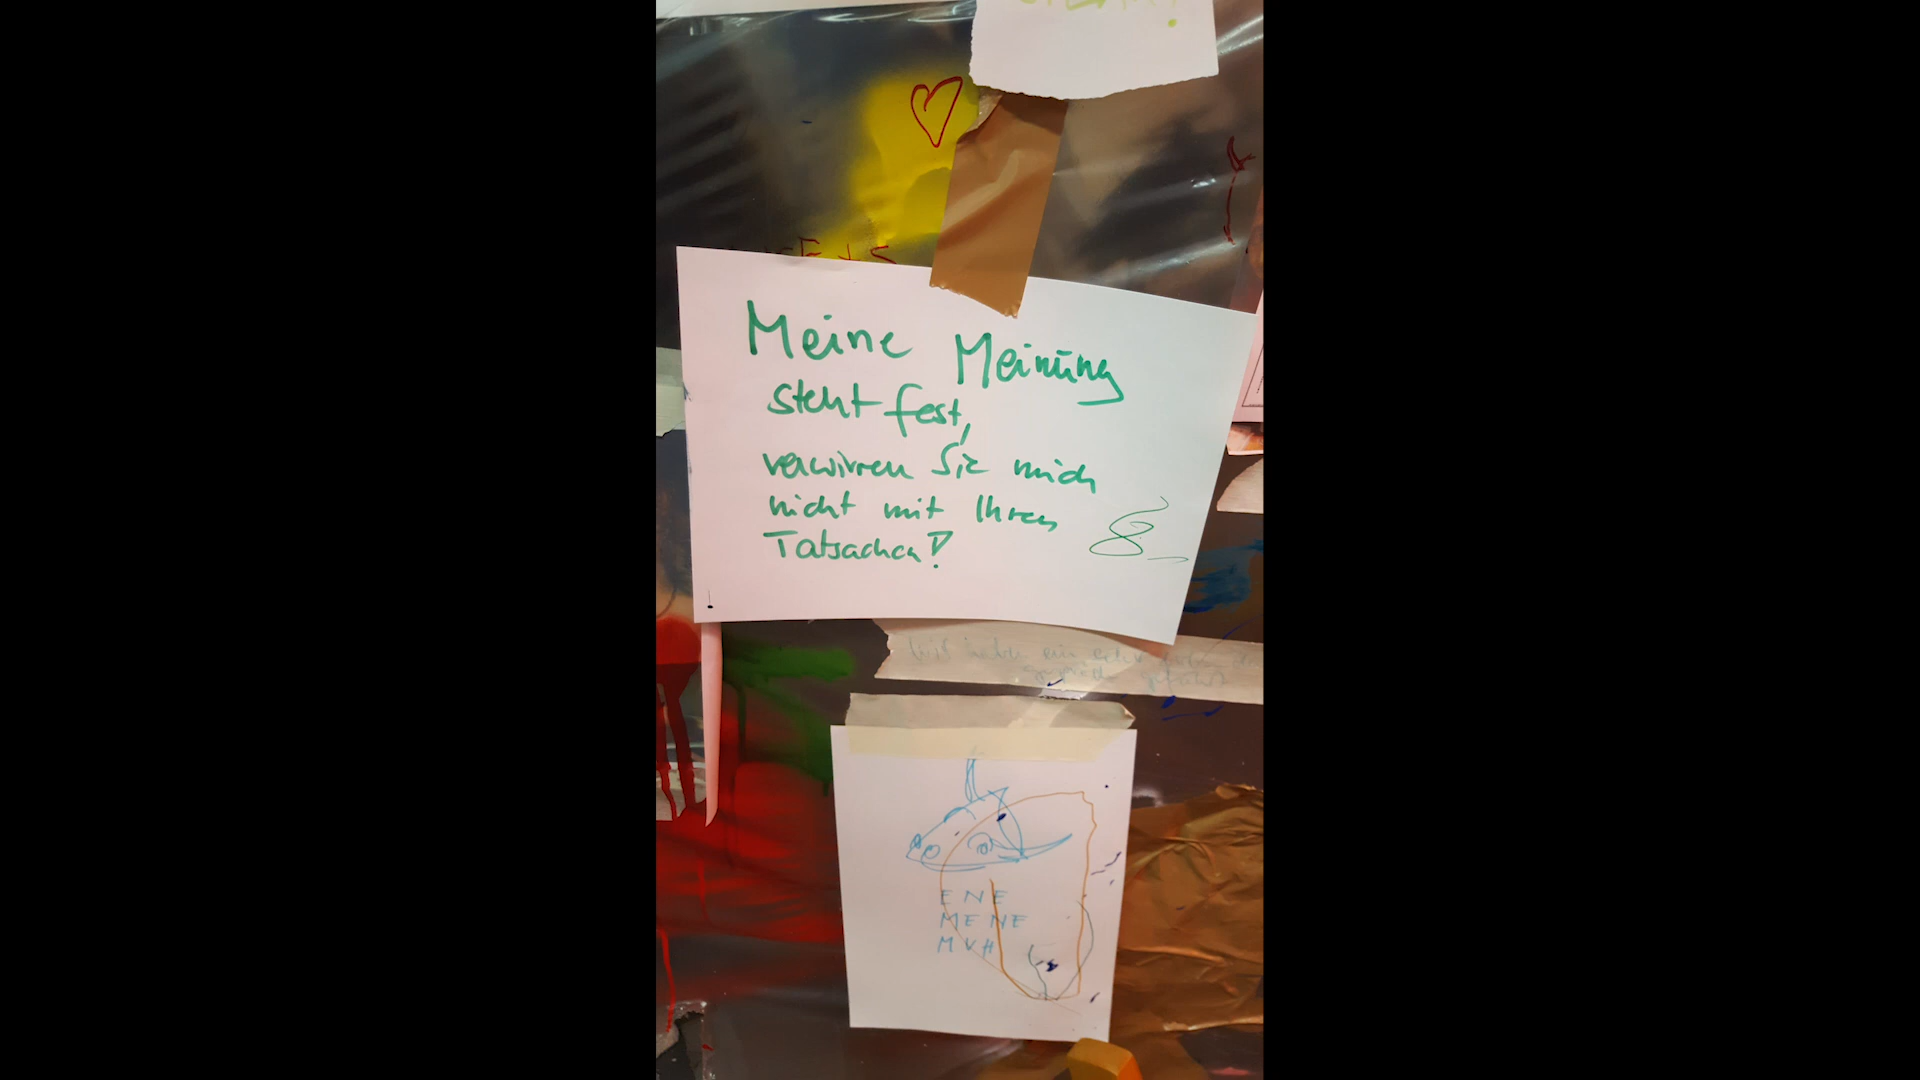 Meine Meinung
steht fest,
verwirren Sie mich
nicht mit Ihren
Tatsachen!
ENE
MENE
MUH